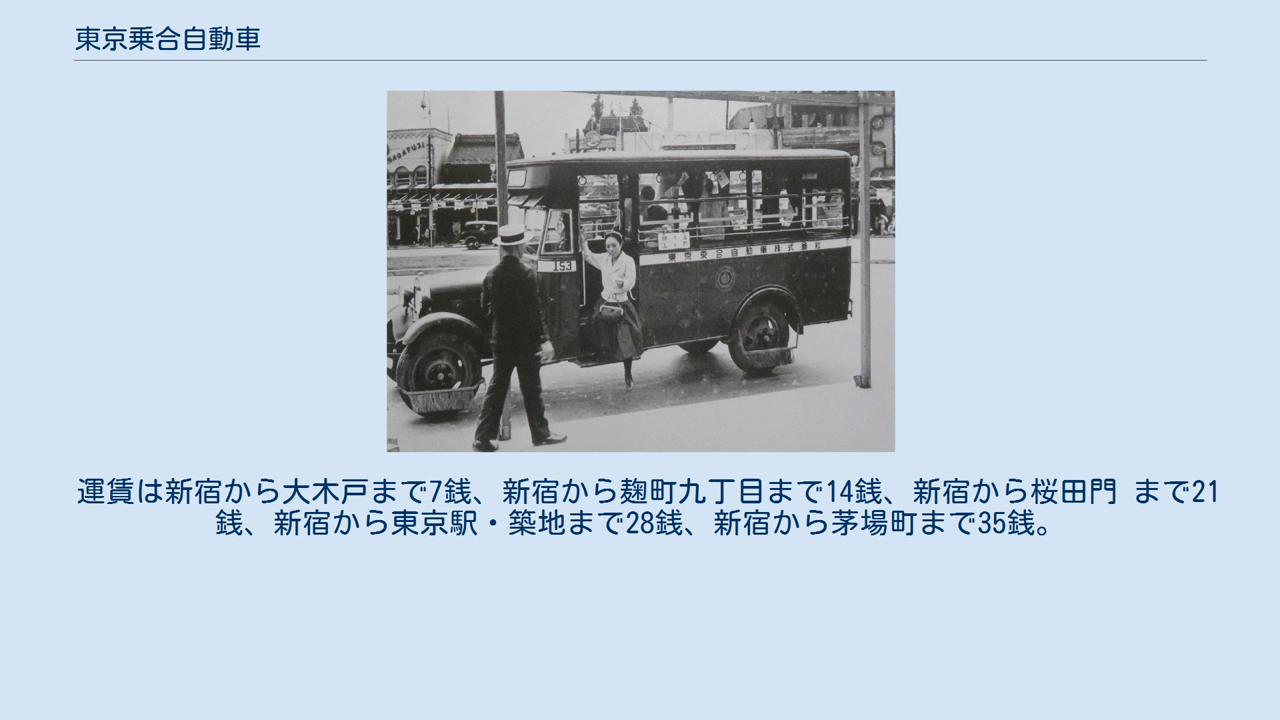 東京乗合自動車
NAGAFUJI
153
東京乗合自動車株式會社
運賃は新宿から大木戸まで7銭、新宿から麹町九丁目まで14銭、新宿から桜田門 まで21
銭、新宿から東京駅・築地まで28銭、新宿から茅場町まで35銭。